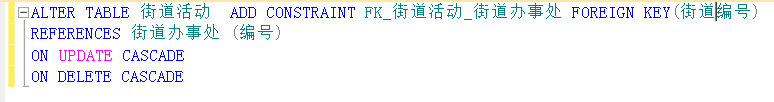 ALTER TABLE 街道活动  ADD CONSTRAINT FK_街道活动_街道办事处 FOREIGN KEY(街道编号)
REFERENCES 街道办事处 (编号)
ON UPDATE CASCADE
ON DELETE CASCADE